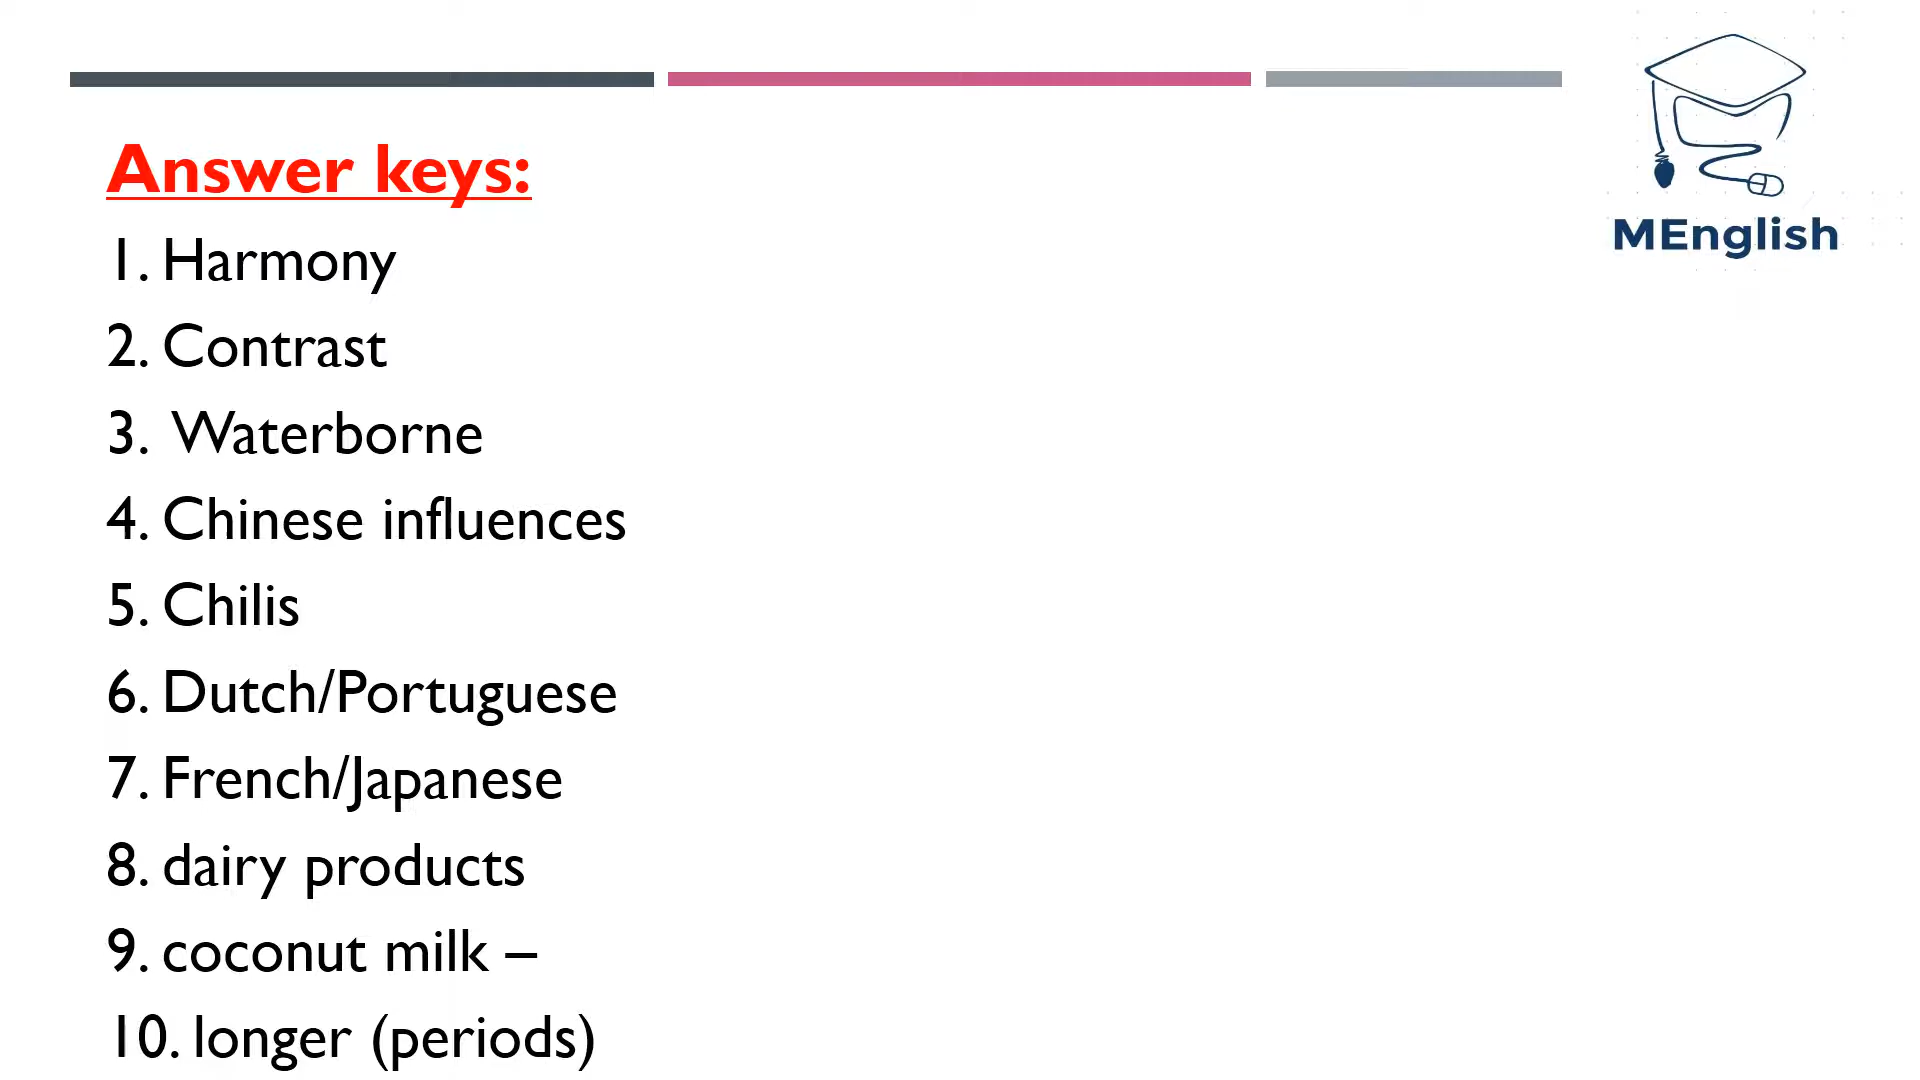 MEnglish
Answer keys:
1. Harmony
2. Contrast
3. Waterborne
4. Chinese influences
5. Chilis
6. Dutch/Portuguese
7. French/Japanese
8. dairy products
9. coconut milk –
10. longer (periods)